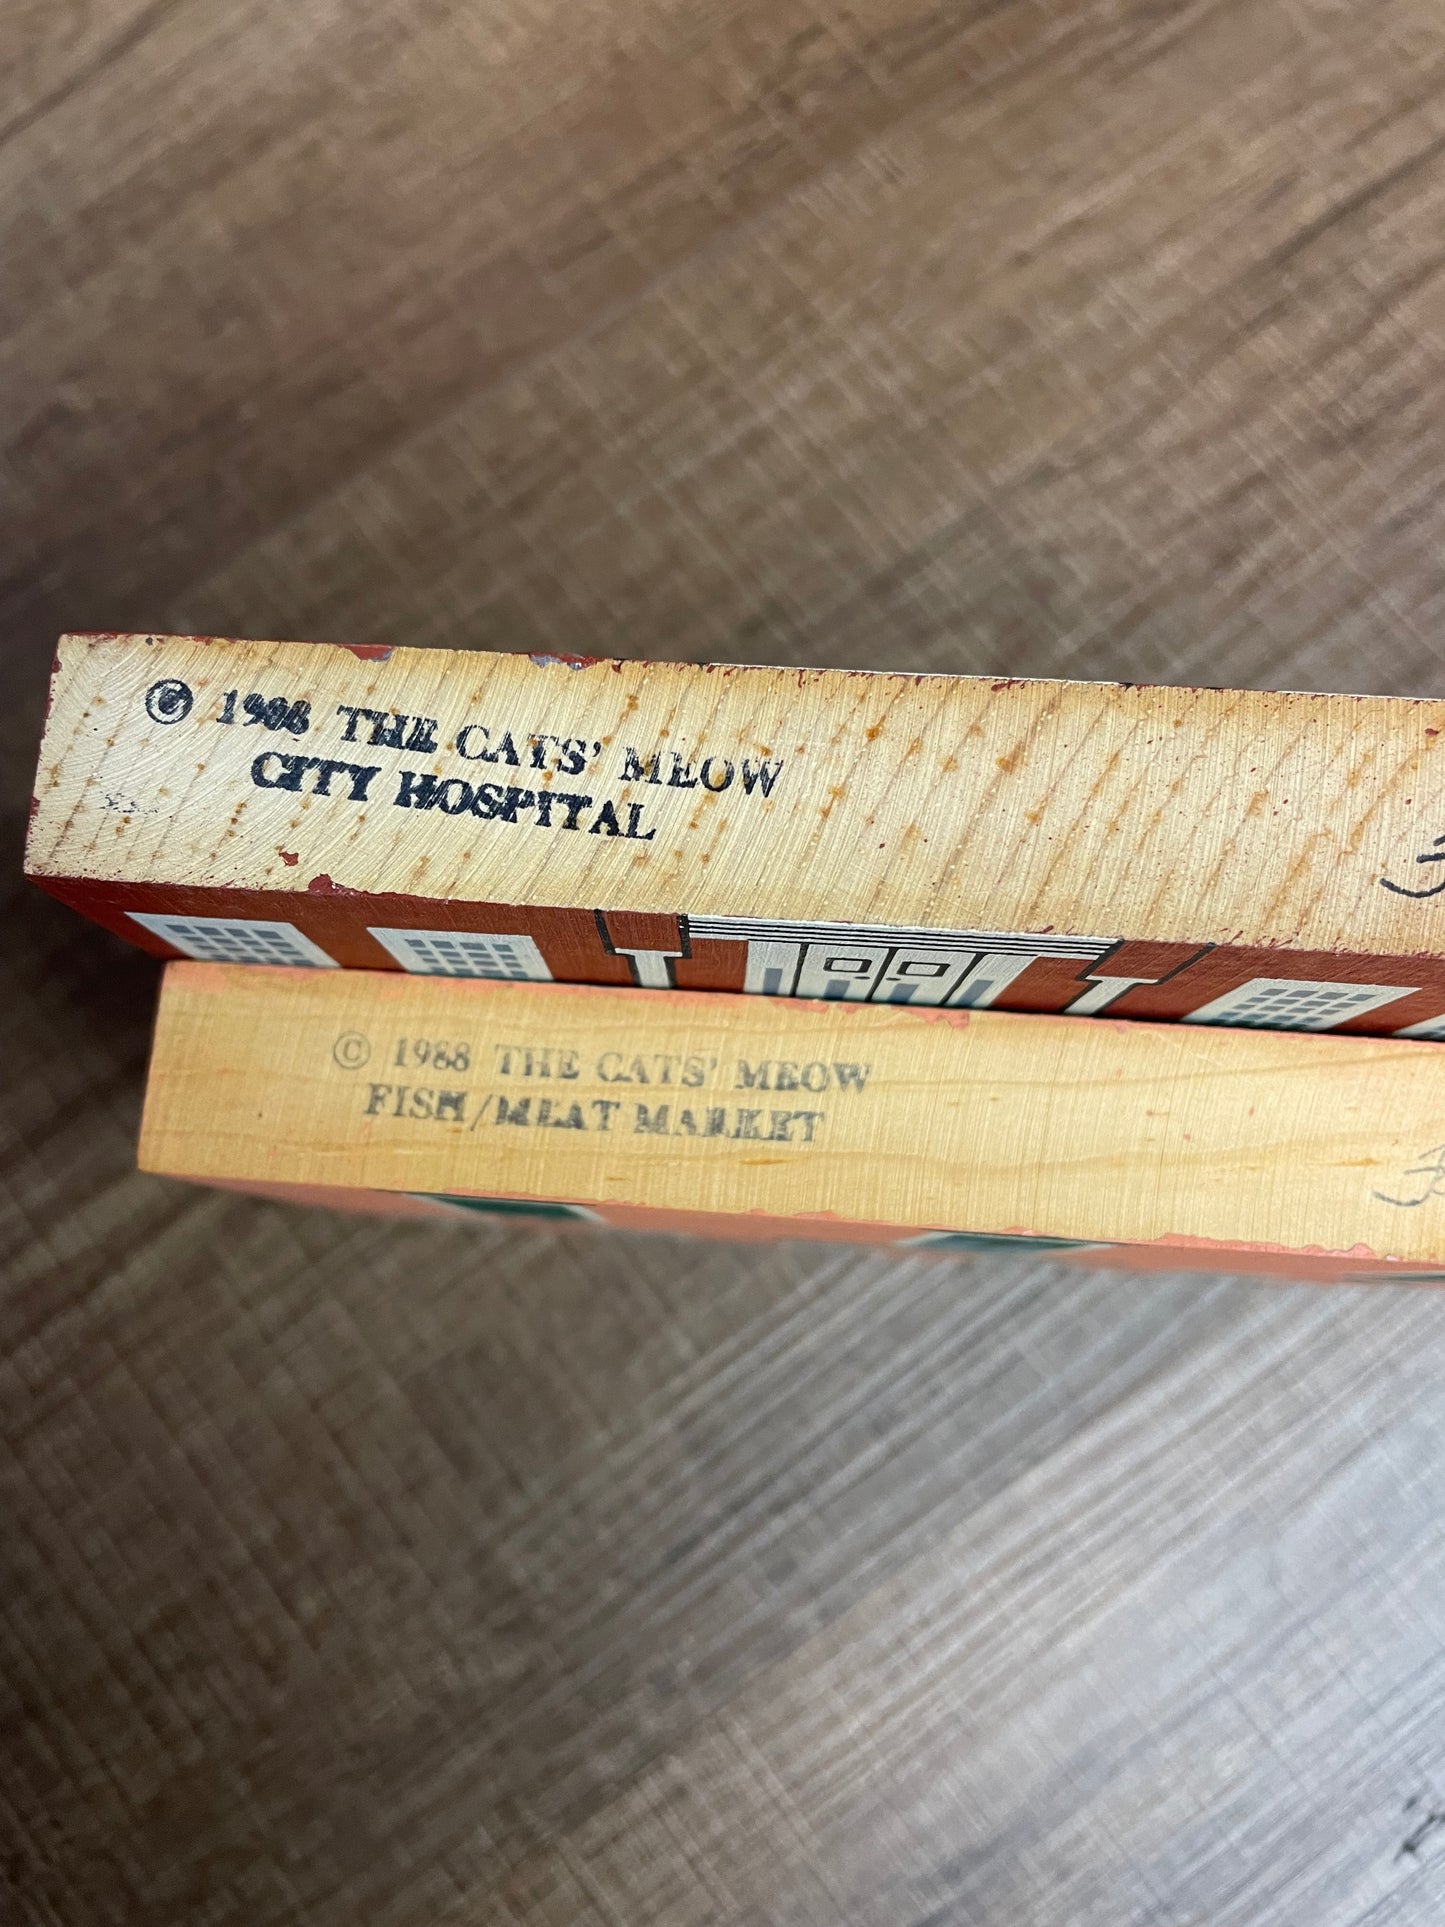 © 1988 THE CATS' MEOW
CITY HOSPITAL
© 1988 THE CATS' MEOW
FISH/MEAT MARKET